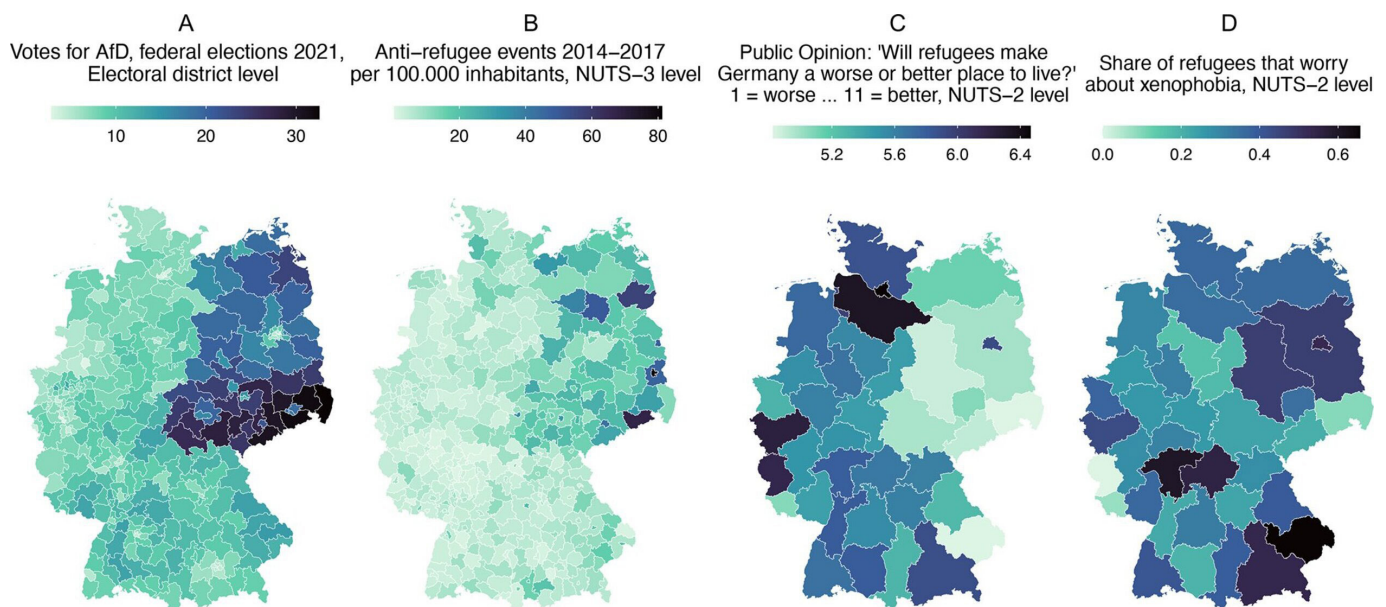 A
Votes for AfD, federal elections 2021,
Electoral district level
10 20 30
B
Anti−refugee events 2014−2017
per 100.000 inhabitants, NUTS−3 level
20 40 60 80
C
Public Opinion: 'Will refugees make
Germany a worse or better place to live?'
1 = worse ... 11 = better, NUTS−2 level
5.2 5.6 6.0 6.4
D
Share of refugees that worry
about xenophobia, NUTS−2 level
0.0 0.2 0.4 0.6